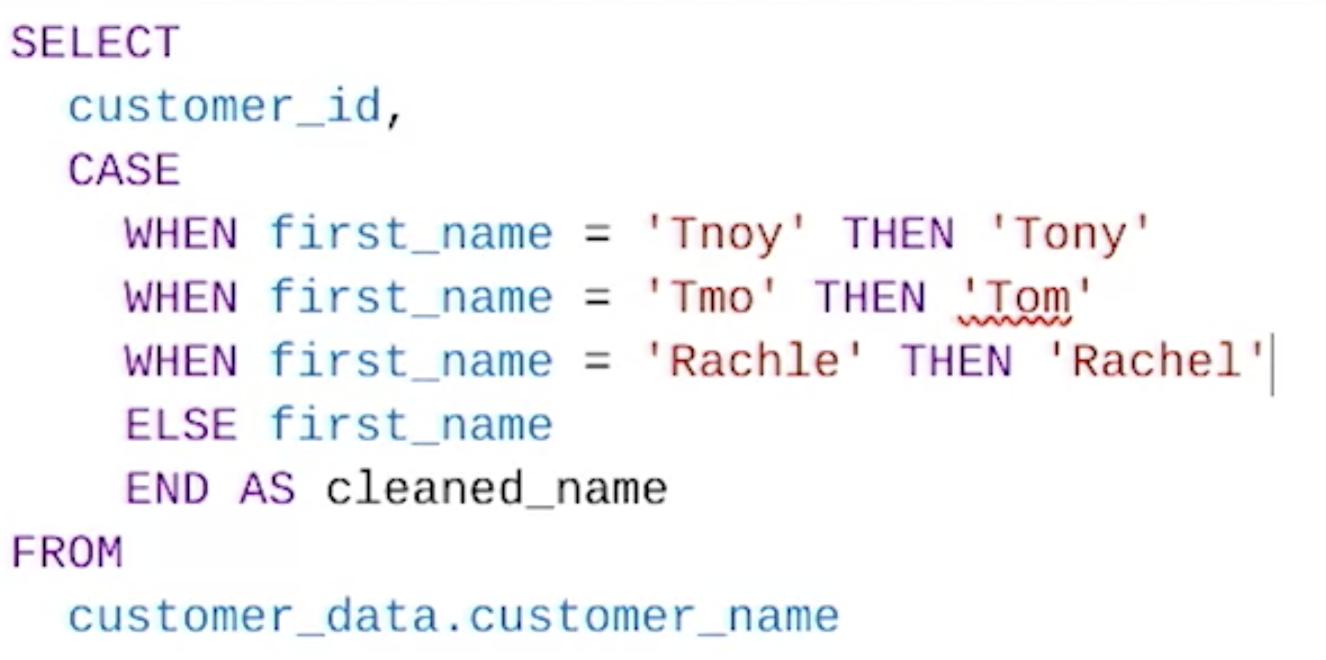 SELECT
customer_id,
CASE
WHEN first_name = 'Tnoy' THEN 'Tony'
WHEN first_name = 'Tmo' THEN 'Tom'
WHEN first_name = 'Rachle' THEN 'Rachel'
ELSE first_name
END AS cleaned_name
FROM
customer_data.customer_name